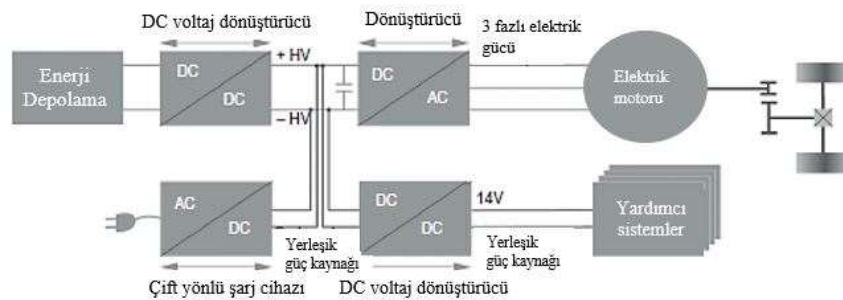 DC voltaj dönüştürücü
Dönüştürücü
3 fazlı elektrik
gücü
Enerji
Depolama
DC
DC
+ HV
– HV
DC
AC
Elektrik
motoru
AC
DC
Yerleşik
güç kaynağı
DC
DC
14V
Yerleşik
güç kaynağı
Yardımcı
sistemler
Çift yönlü şarj cihazı
DC voltaj dönüştürücü